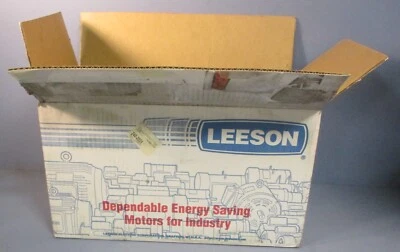 LEESON
®
Dependable Energy Saving
Motors for Industry